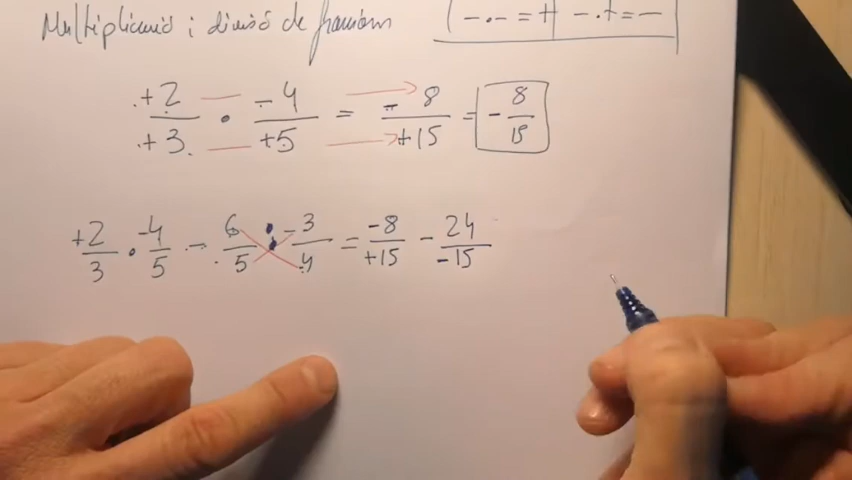 Multiplicació i divisió de fraccions
- · - = + - · + = -
+2/+3 · -4/+5 = -8/+15 = -8/15
+2/3 · -4/5 - 6/5 : -3/4 = -8/+15 - 24/-15